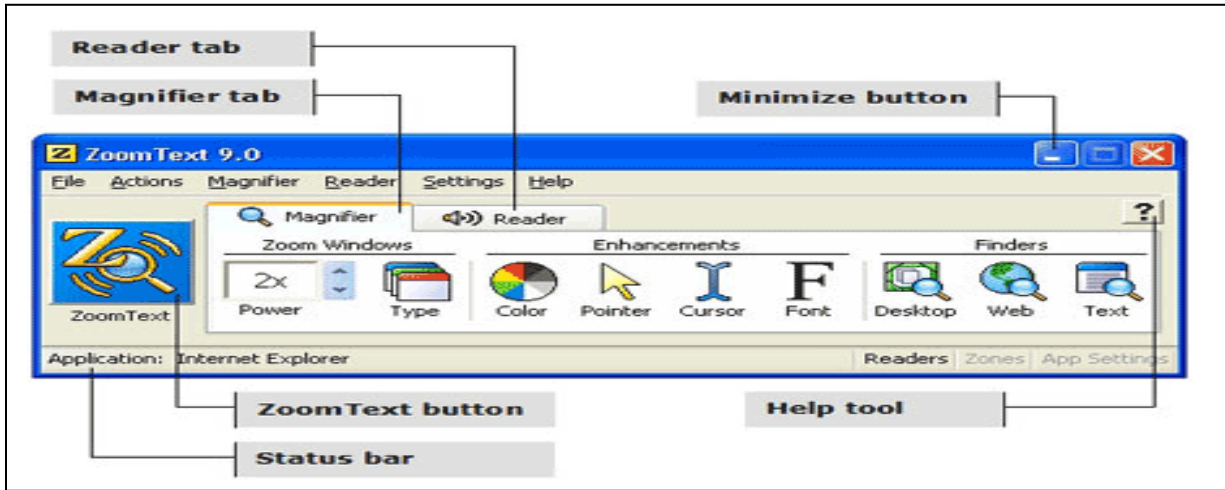 Reader tab
Magnifier tab
Minimize button
ZoomText 9.0
File Actions Magnifier Reader Settings Help
Magnifier Reader ?
Zoom Windows Enhancements Finders
2x
Power Type Color Pointer Cursor Font Desktop Web Text
ZoomText
Application: Internet Explorer Readers Zones App Settings
ZoomText button Help tool
Status bar